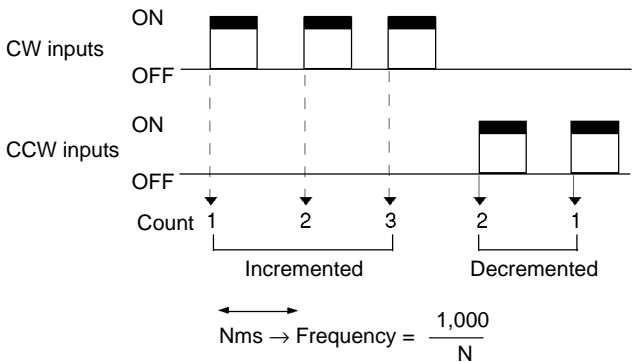 ON
CW inputs
OFF
ON
CCW inputs
OFF
Count 1 2 3 2 1
Incremented Decremented
Nms → Frequency = 1,000
N